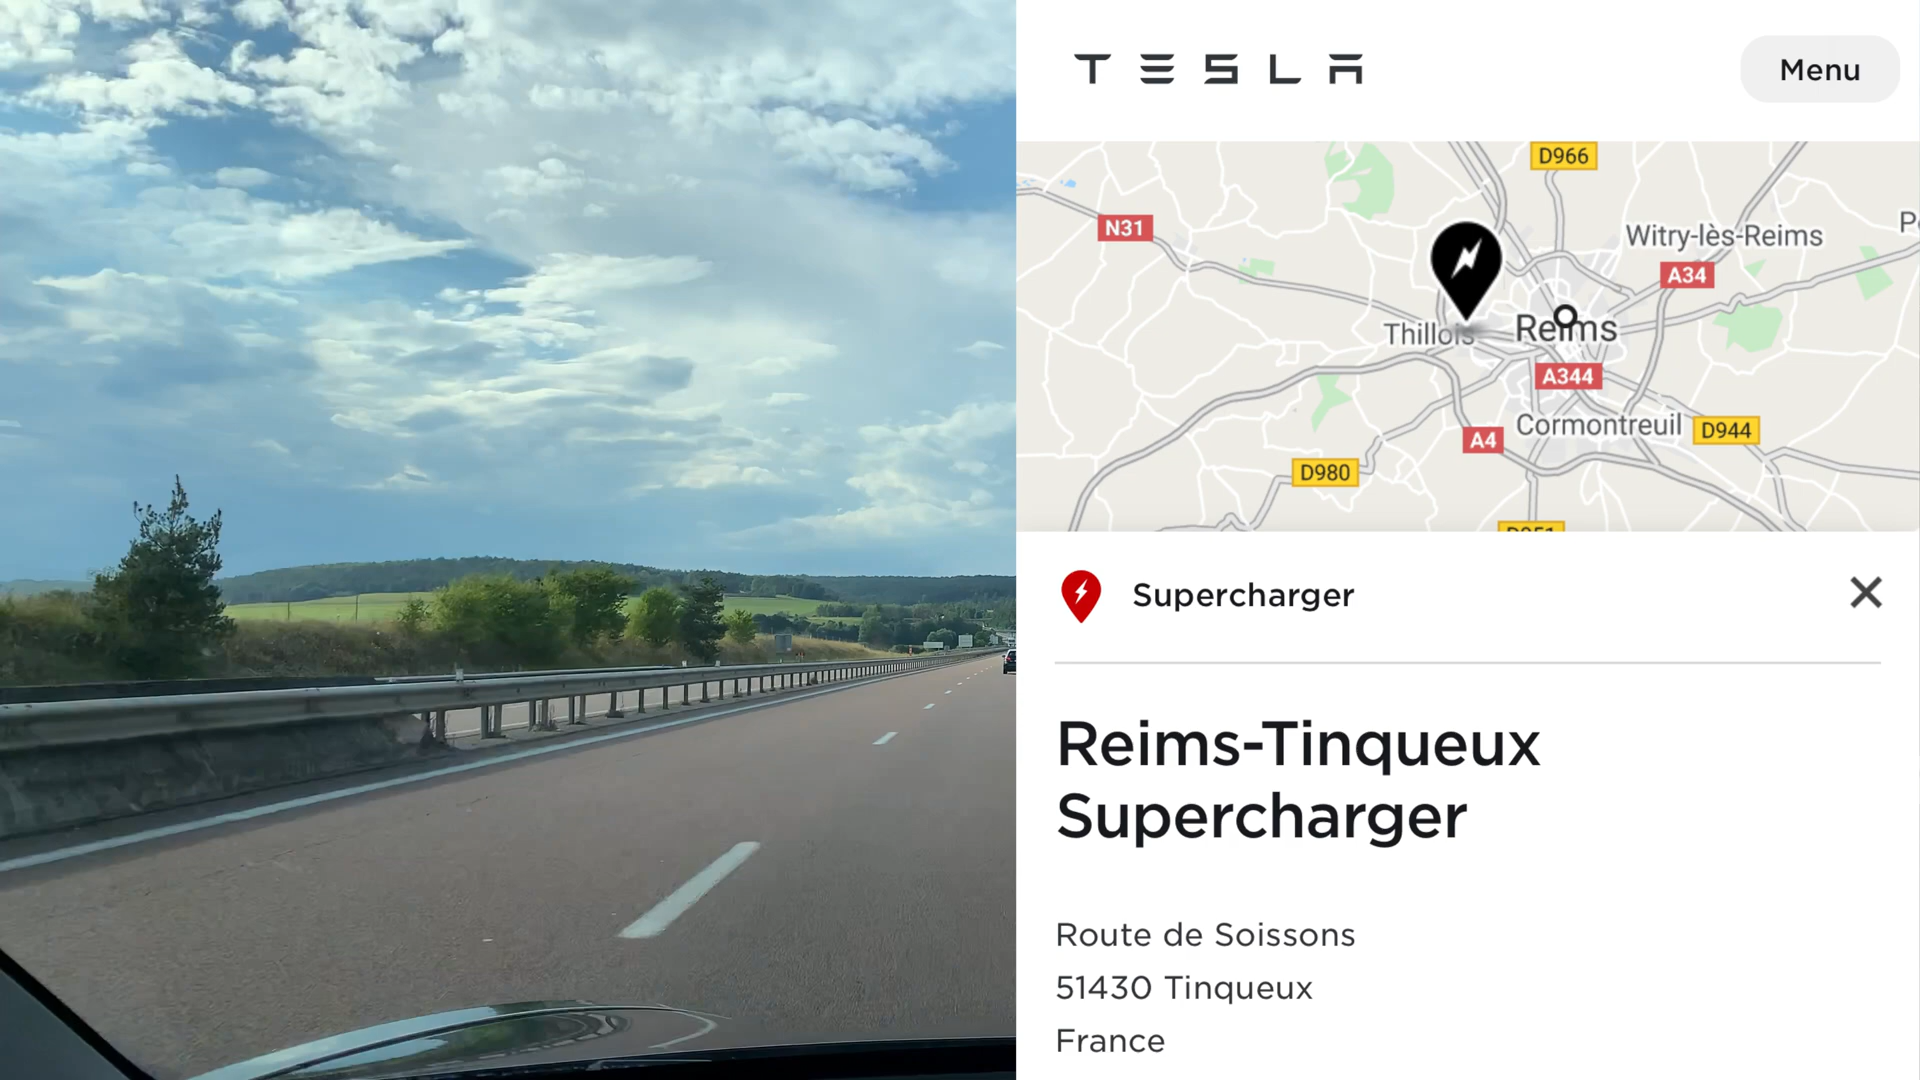 TESLA
Menu
D966
N31
Witry-lès-Reims
A34
Thillois
Reims
A344
Cormontreuil
D944
A4
D980
Supercharger
Reims-Tinqueux
Supercharger
Route de Soissons
51430 Tinqueux
France